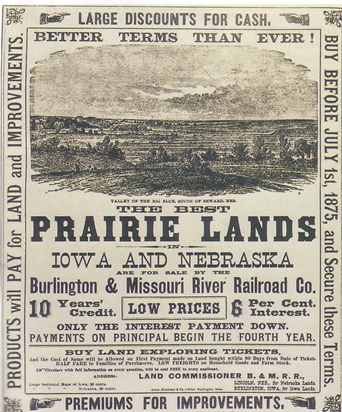 LARGE DISCOUNTS FOR CASH.
BETTER TERMS THAN EVER!
VALLEY OF THE BIG BLUE, SOUTH OF SEWARD, NEB.
THE BEST
PRAIRIE LANDS
IN
IOWA AND NEBRASKA
ARE FOR SALE BY THE
Burlington & Missouri River Railroad Co.
10 Years' Credit. LOW PRICES 6 Per Cent. Interest.
ONLY THE INTEREST PAYMENT DOWN.
PAYMENTS ON PRINCIPAL BEGIN THE FOURTH YEAR.
BUY LAND EXPLORING TICKETS,
And the Cost of same will be Allowed on First Payment made on Land bought within 30 Days from Date of Ticket.
HALF FARE to Families of Purchasers. LOW FREIGHTS on Household Goods and Farm Stock.
Circulars with full information on every question, will be sent FREE to every applicant.
ADDRESS: LAND COMMISSIONER B. & M. R. R.,
LINCOLN, NEB., for Nebraska Lands.
BURLINGTON, IOWA, for Iowa Lands.
PREMIUMS FOR IMPROVEMENTS.
PRODUCTS will PAY for LAND and IMPROVEMENTS.
BUY BEFORE JULY 1st, 1875, and Secure these Terms.